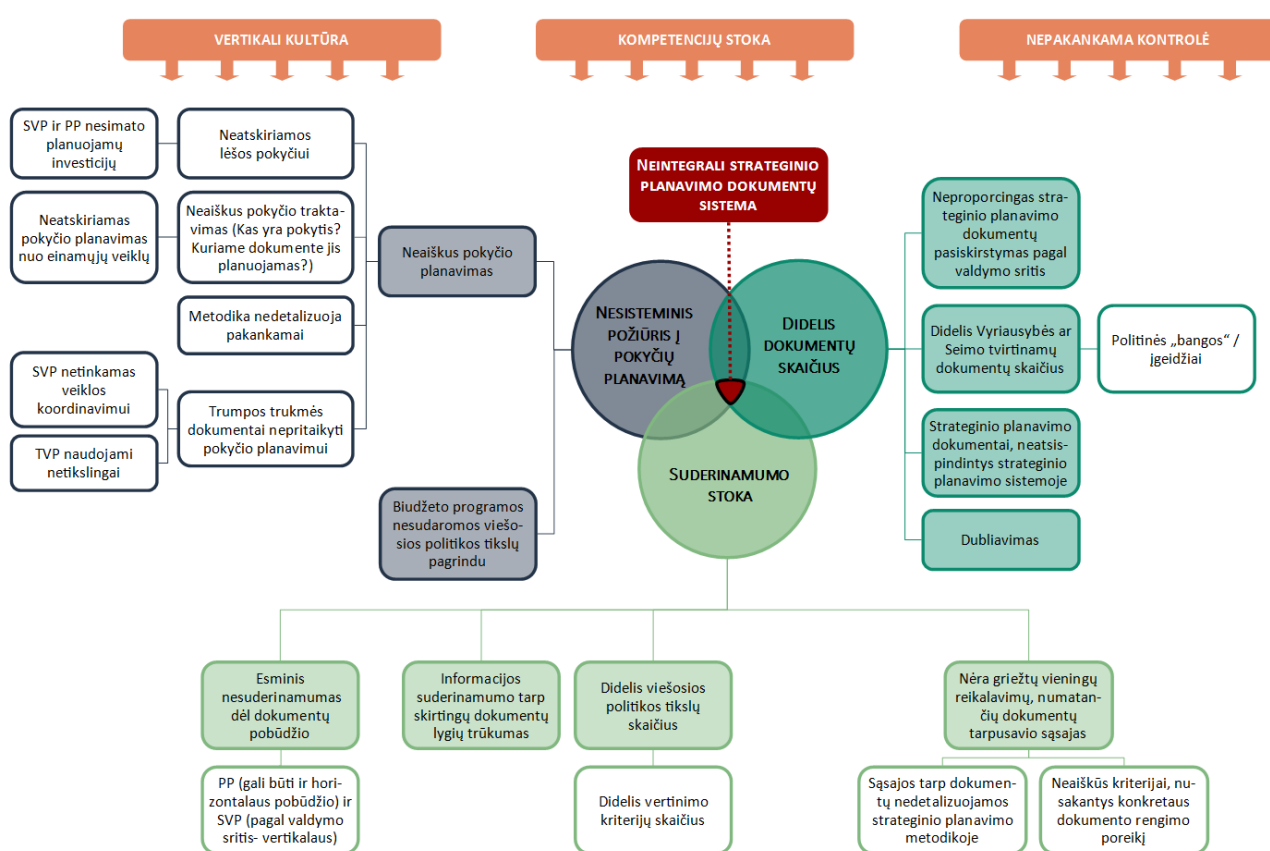 VERTIKALI KULTŪRA
KOMPETENCIJŲ STOKA
NEPAKANKAMA KONTROLĖ
SVP ir PP nesimato
planuojamų
investicijų
Neatskiriamos
lėšos pokyčiui
Neatskiriamas
pokyčio planavimas
nuo einamųjų veiklų
Neaiškus pokyčio trakta-
vimas (Kas yra pokytis?
Kuriame dokumente jis
planuojamas?)
Metodika nedetalizuoja
pakankamai
SVP netinkamas
veiklos
koordinavimui
TVP naudojami
netikslingai
Trumpos trukmės
dokumentai nepritaikyti
pokyčio planavimui
Neaiškus pokyčio
planavimas
Biudžeto programos
nesudaromos viešo-
sios politikos tikslų
pagrindu
NEINTEGRALI STRATEGINIO
PLANAVIMO DOKUMENTŲ
SISTEMA
NESISTEMINIS
POŽIŪRIS Į
POKYČIŲ
PLANAVIMĄ
DIDELIS
DOKUMENTŲ
SKAIČIUS
SUDERINAMUMO
STOKA
Neproporcingas stra-
teginio planavimo
dokumentų
pasiskirstymas pagal
valdymo sritis
Didelis Vyriausybės ar
Seimo tvirtinamų
dokumentų skaičius
Politinės „bangos“ /
įgeidžiai
Strateginio planavimo
dokumentai, neatsis-
pindintys strateginio
planavimo sistemoje
Dubliavimas
Esminis
nesuderinamumas
dėl dokumentų
pobūdžio
Informacijos
suderinamumo tarp
skirtingų dokumentų
lygių trūkumas
Didelis viešosios
politikos tikslų
skaičius
Nėra griežtų vieningų
reikalavimų, numatan-
čių dokumentų
tarpusavio sąsajas
PP (gali būti ir hori-
zontalaus pobūdžio) ir
SVP (pagal valdymo
sritis- vertikalaus)
Didelis vertinimo
kriterijų skaičius
Sąsajos tarp dokumen-
tų nedetalizuojamos
strateginio planavimo
metodikoje
Neaiškūs kriterijai, nu-
sakantys konkretaus
dokumento rengimo
poreikį